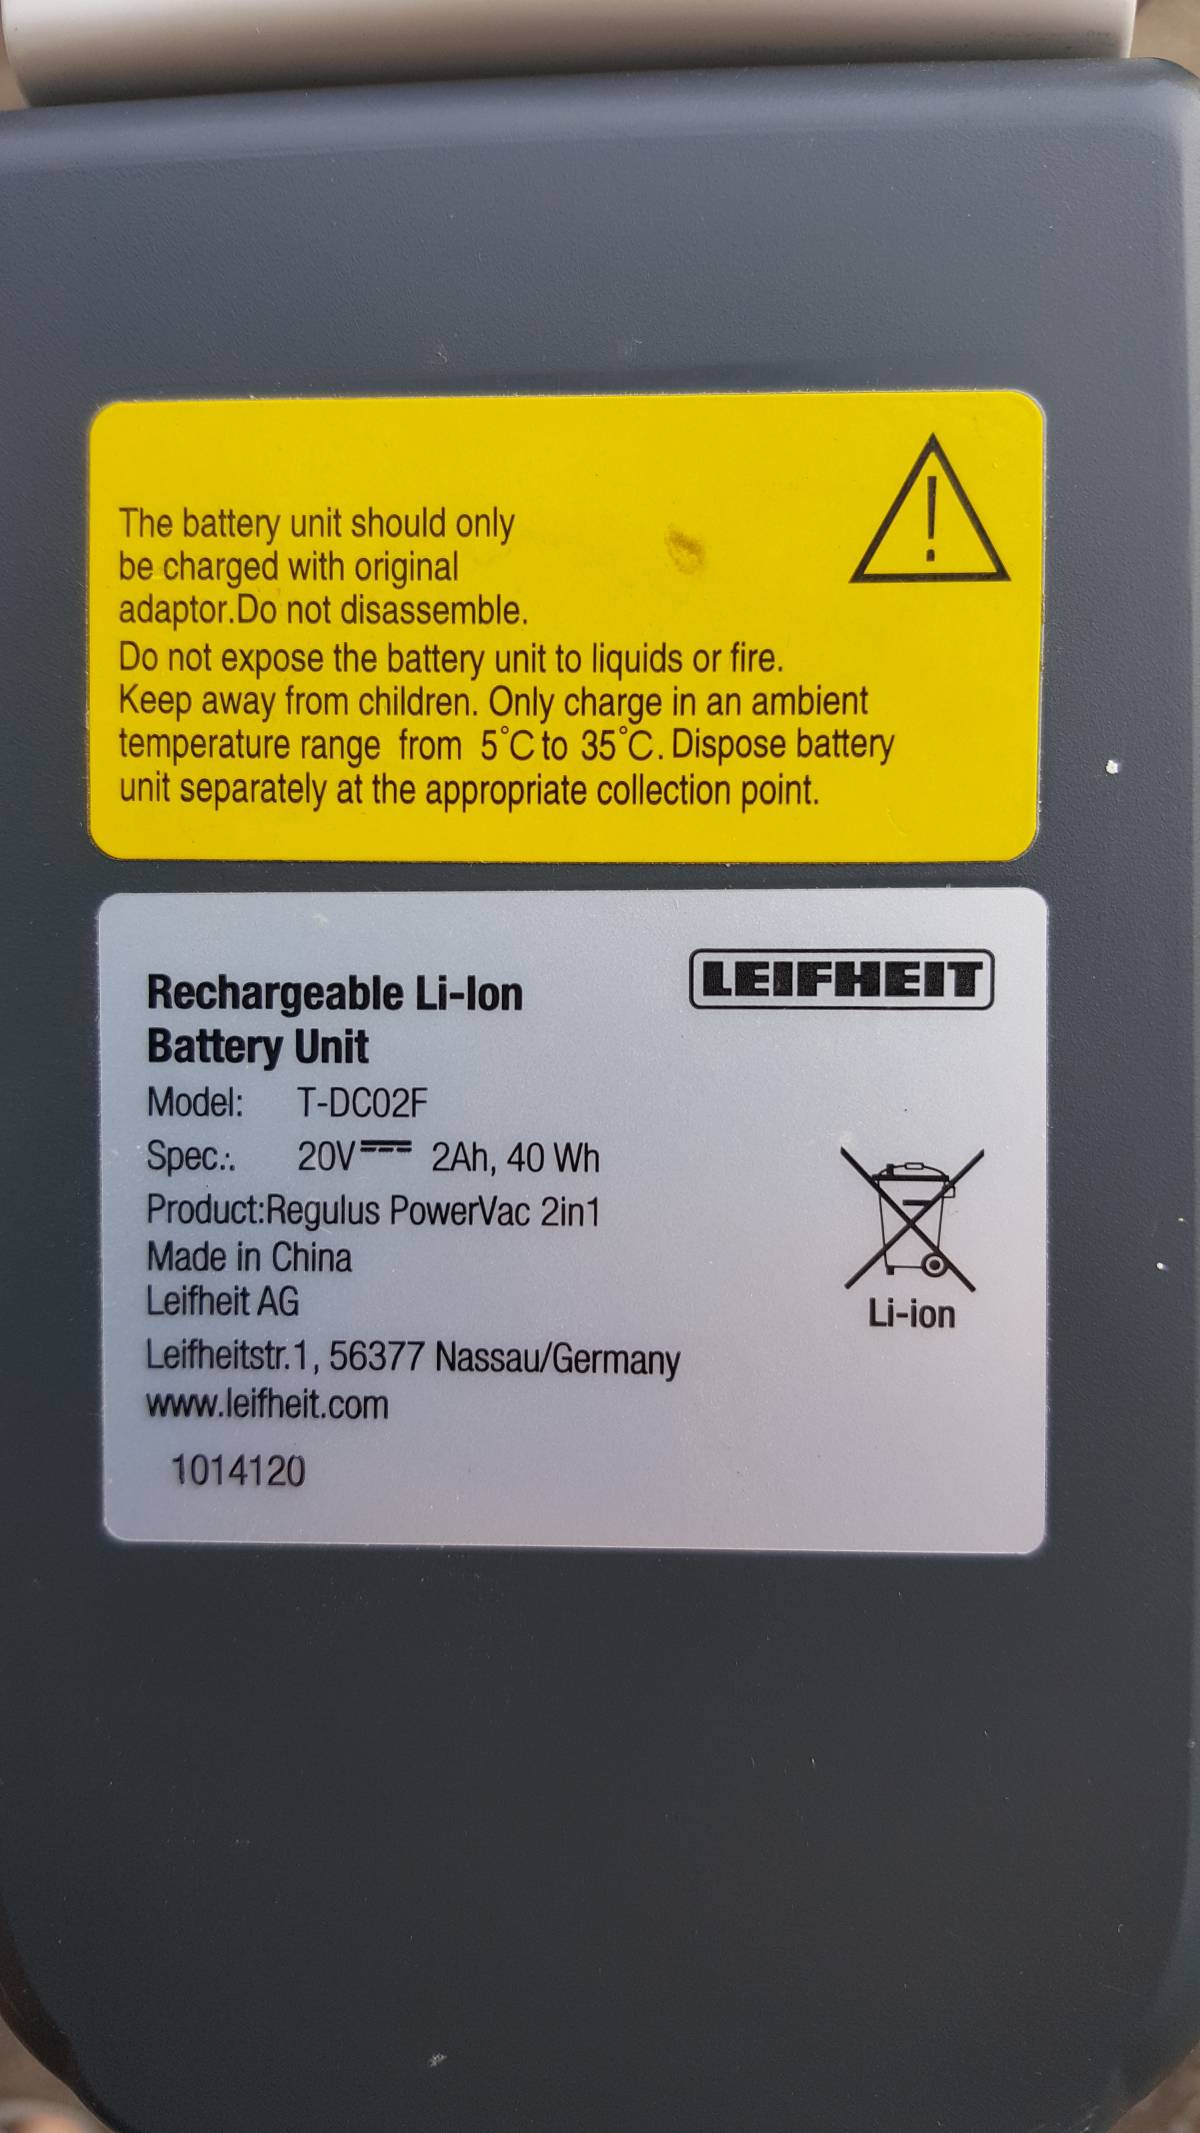 The battery unit should only
be charged with original
adaptor.Do not disassemble.
Do not expose the battery unit to liquids or fire.
Keep away from children. Only charge in an ambient
temperature range from 5°C to 35°C. Dispose battery
unit separately at the appropriate collection point.
LEIFHEIT
Rechargeable Li-Ion
Battery Unit
Model: T-DC02F
Spec.:. 20V⎓ 2Ah, 40 Wh
Product:Regulus PowerVac 2in1
Made in China
Leifheit AG
Leifheitstr.1, 56377 Nassau/Germany
www.leifheit.com
1014120
Li-ion